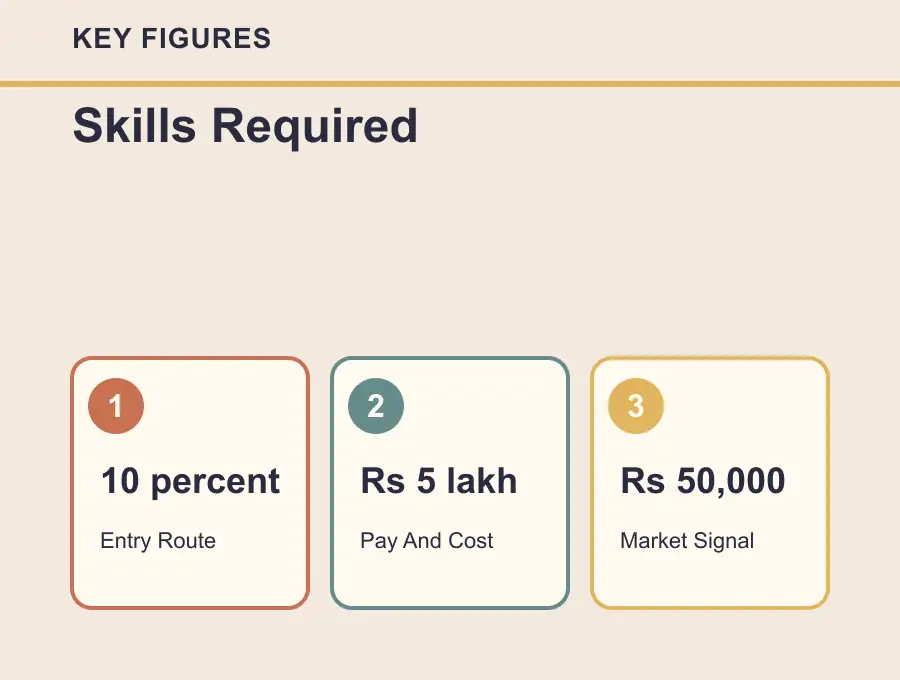 KEY FIGURES
Skills Required
1
10 percent
Entry Route
2
Rs 5 lakh
Pay And Cost
3
Rs 50,000
Market Signal